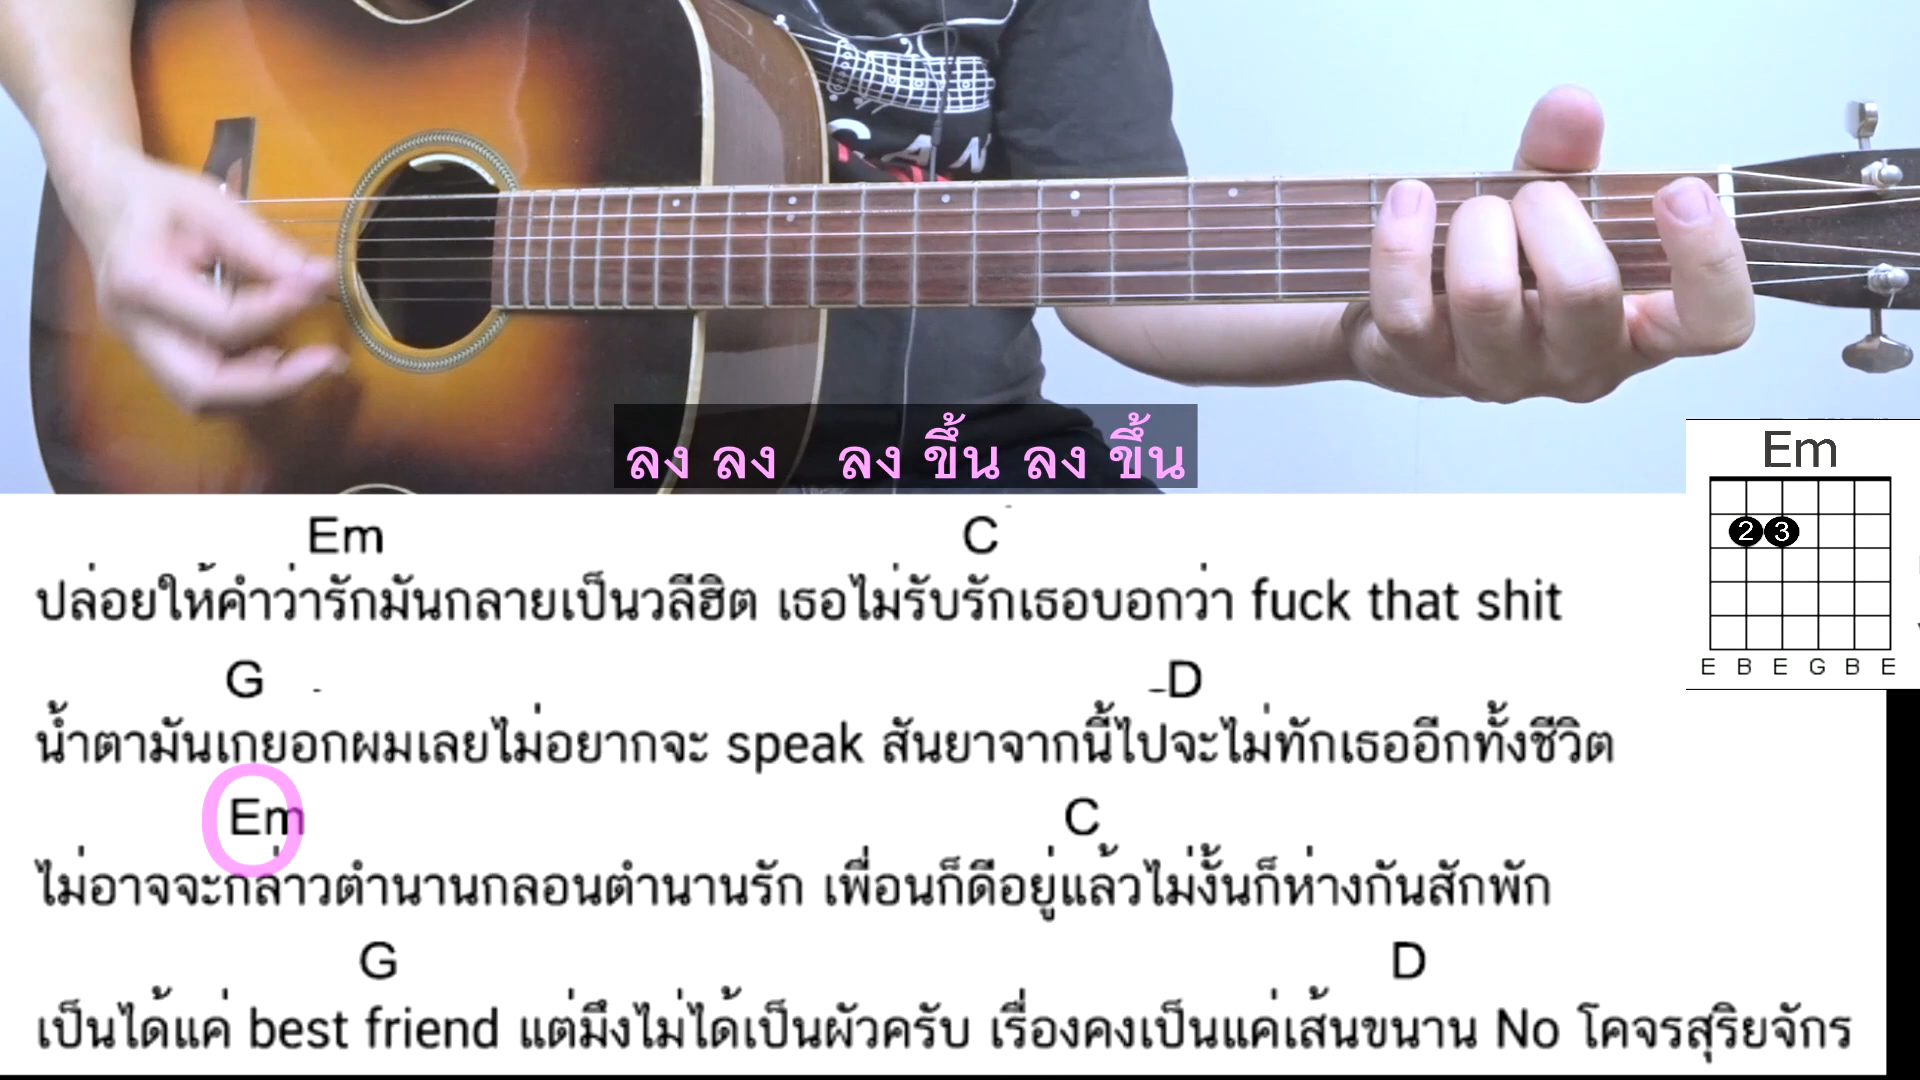 CAN
ลง ลง ลง ขึ้น ลง ขึ้น
Em
2 3
E B E G B E
Em C
ปล่อยให้คำว่ารักมันกลายเป็นวลีฮิต เธอไม่รับรักเธอบอกว่า fuck that shit
G D
น้ำตามันเกยอกผมเลยไม่อยากจะ speak สันยาจากนี้ไปจะไม่ทักเธออีกทั้งชีวิต
Em C
ไม่อาจจะกล่าวตำนานกลอนตำนานรัก เพื่อนก็ดีอยู่แล้วไม่งั้นก็ห่างกันสักพัก
G D
เป็นได้แค่ best friend แต่มึงไม่ได้เป็นผัวครับ เรื่องคงเป็นแค่เส้นขนาน No โคจรสุริยจักร